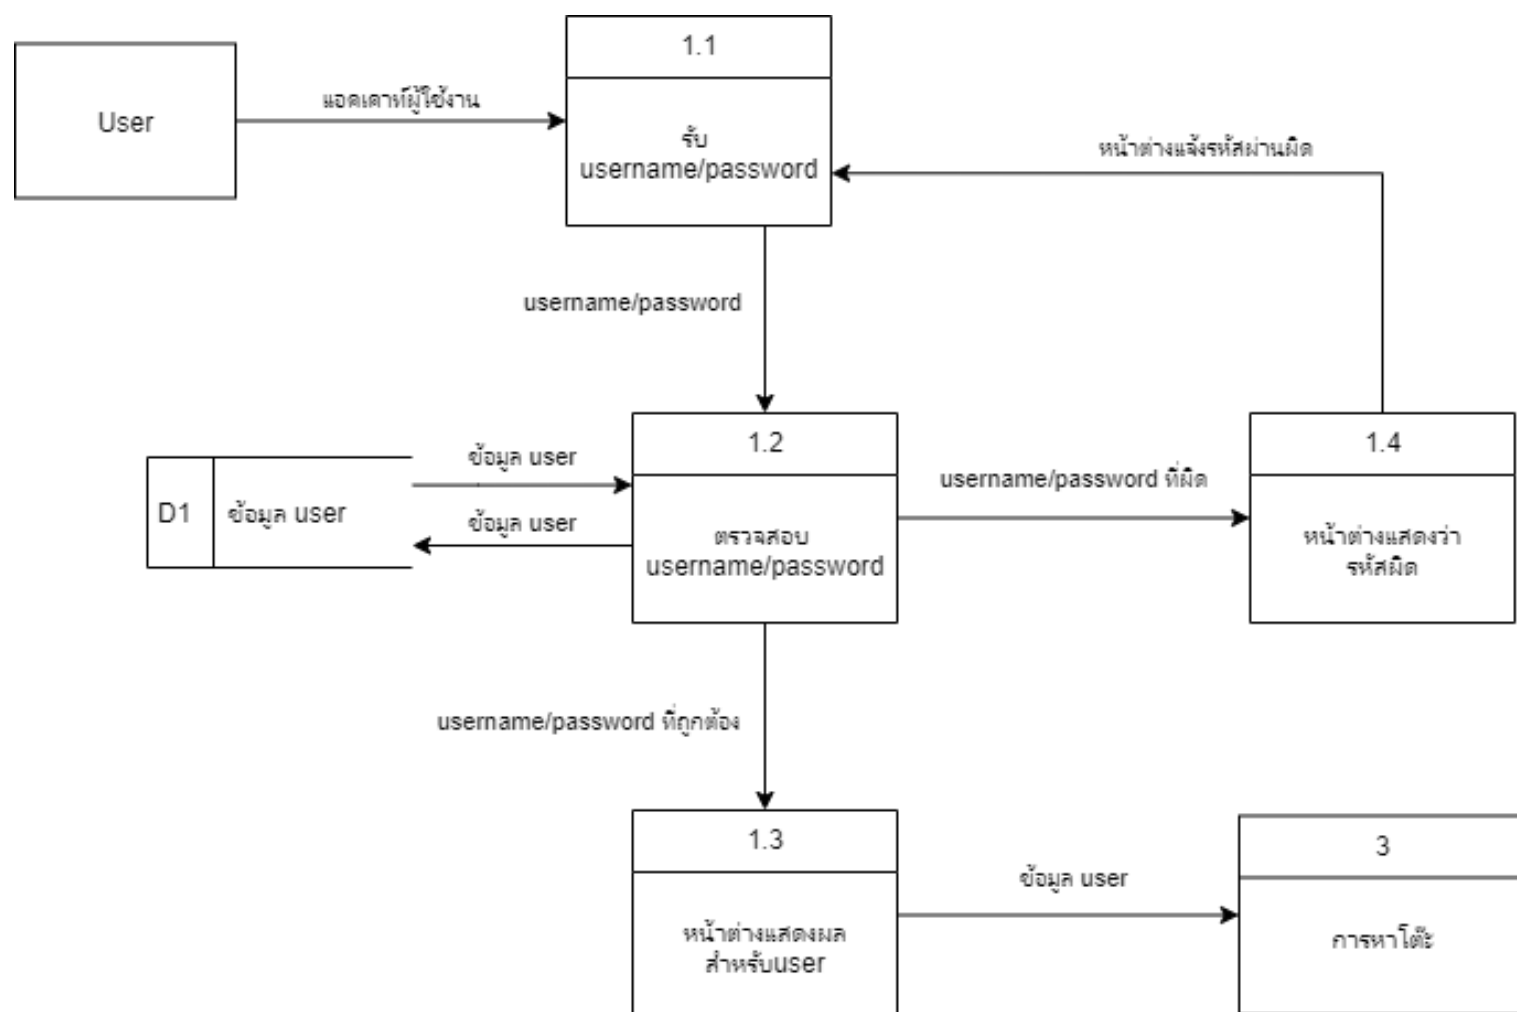 1.1
User
แอคเคาท์ผู้ใช้งาน
รับ
username/password
หน้าต่างแจ้งรหัสผ่านผิด
username/password
1.2
1.4
ข้อมูล user
username/password ที่ผิด
D1
ข้อมูล user
ข้อมูล user
ตรวจสอบ
username/password
หน้าต่างแสดงว่า
รหัสผิด
username/password ที่ถูกต้อง
1.3
3
ข้อมูล user
หน้าต่างแสดงผล
สำหรับuser
การหาโต๊ะ